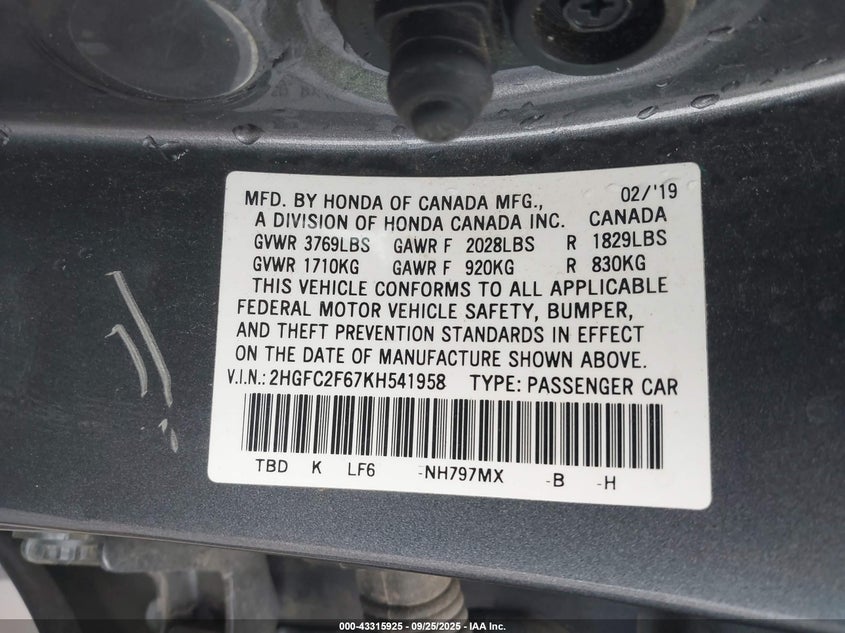 MFD. BY HONDA OF CANADA MFG., 02/'19
A DIVISION OF HONDA CANADA INC. CANADA
GVWR 3769LBS GAWR F 2028LBS R 1829LBS
GVWR 1710KG GAWR F 920KG R 830KG
THIS VEHICLE CONFORMS TO ALL APPLICABLE
FEDERAL MOTOR VEHICLE SAFETY, BUMPER,
AND THEFT PREVENTION STANDARDS IN EFFECT
ON THE DATE OF MANUFACTURE SHOWN ABOVE.
V.I.N.: 2HGFC2F67KH541958 TYPE: PASSENGER CAR
TBD K LF6 -NH797MX -B -H
000-43315925 - 09/25/2025 - IAA Inc.